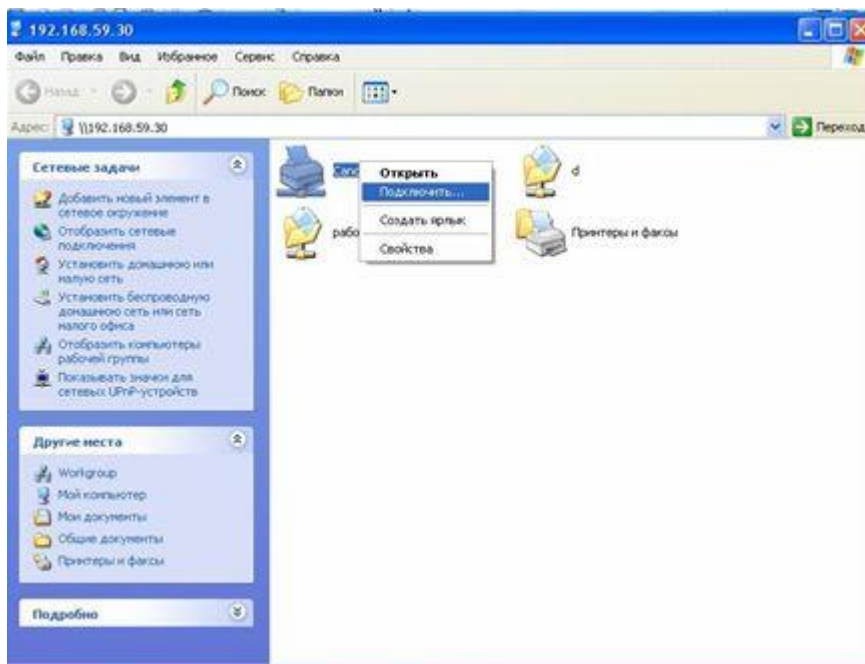 192.168.59.30
Файл Правка Вид Избранное Сервис Справка
Назад Поиск Папки
Адрес: \\192.168.59.30 Переход
Сетевые задачи
Добавить новый элемент в
сетевое окружение
Отобразить сетевые
подключения
Установить домашнюю или
малую сеть
Установить беспроводную
домашнюю сеть или сеть
малого офиса
Отобразить компьютеры
рабочей группы
Показывать значки для
сетевых UPnP-устройств
Другие места
Workgroup
Мой компьютер
Мои документы
Общие документы
Принтеры и факсы
Подробно
Открыть
Подключить...
Создать ярлык
Свойства
d
Принтеры и факсы